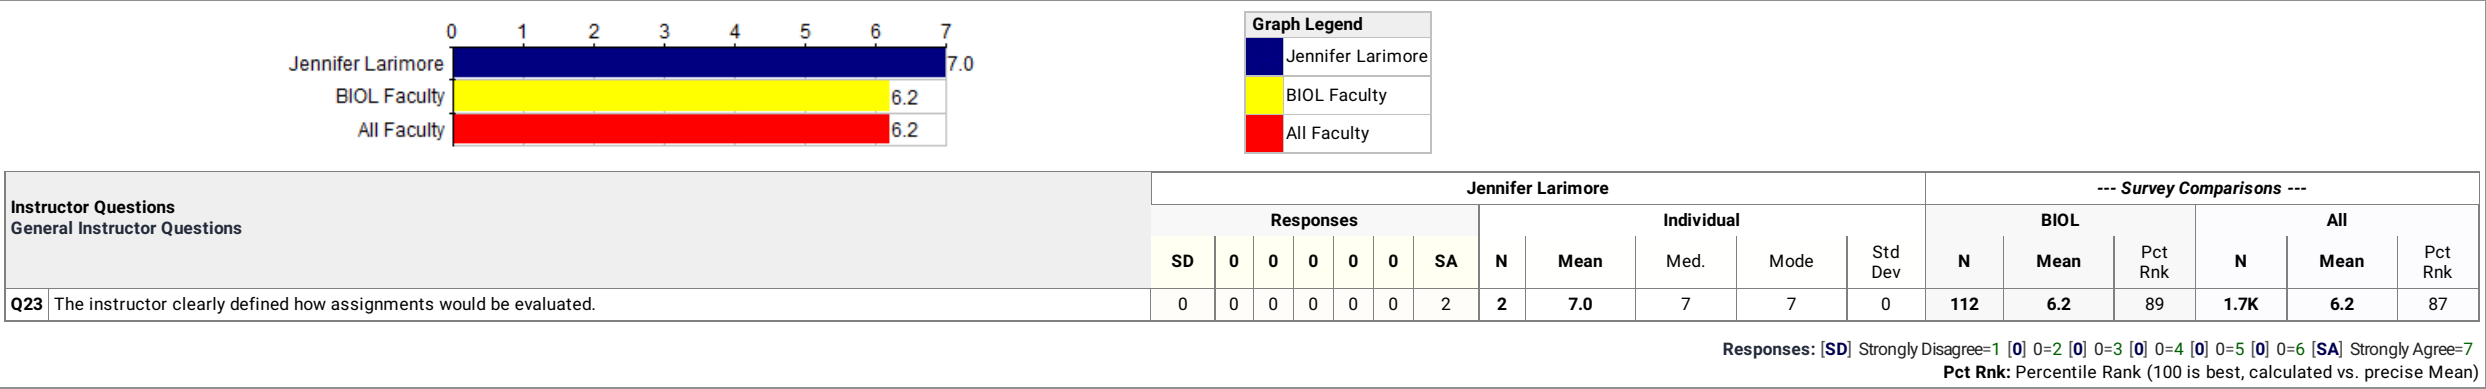 0 1 2 3 4 5 6 7
Jennifer Larimore 7.0
BIOL Faculty 6.2
All Faculty 6.2
Graph Legend
Jennifer Larimore
BIOL Faculty
All Faculty
Instructor Questions
General Instructor Questions
Jennifer Larimore --- Survey Comparisons ---
Responses Individual BIOL All
SD 0 0 0 0 0 SA N Mean Med. Mode Std Dev N Mean Pct Rnk N Mean Pct Rnk
Q23 The instructor clearly defined how assignments would be evaluated. 0 0 0 0 0 0 2 2 7.0 7 7 0 112 6.2 89 1.7K 6.2 87
Responses: [SD] Strongly Disagree=1 [0] 0=2 [0] 0=3 [0] 0=4 [0] 0=5 [0] 0=6 [SA] Strongly Agree=7
Pct Rnk: Percentile Rank (100 is best, calculated vs. precise Mean)